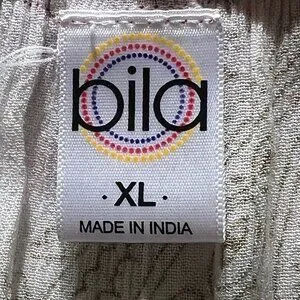 bila
· XL ·
MADE IN INDIA